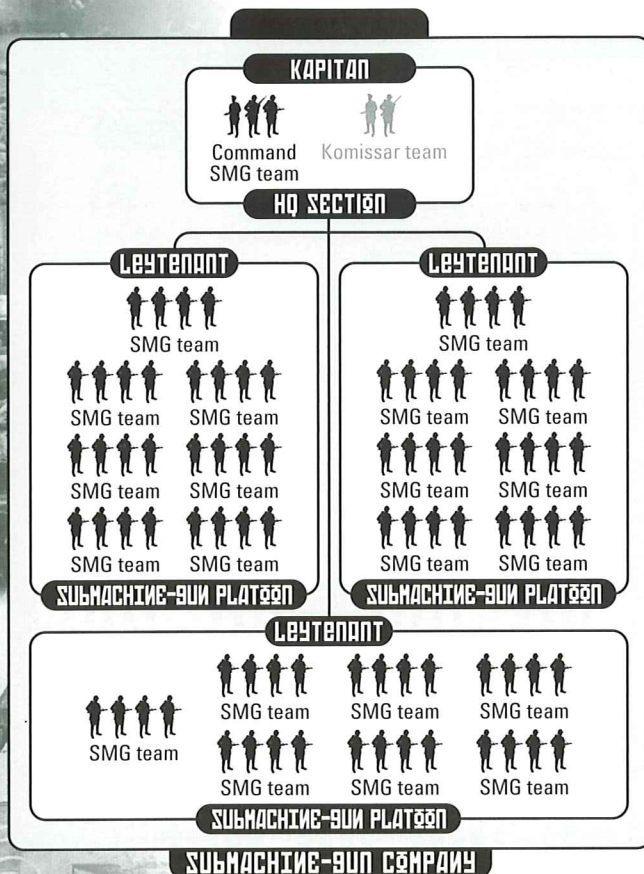 KAPITAN
Command SMG team
Komissar team
HQ SECTION
LEYTENANT
SMG team
SMG team SMG team
SMG team SMG team
SMG team SMG team
SUBMACHINE-GUN PLATOON
LEYTENANT
SMG team
SMG team SMG team
SMG team SMG team
SMG team SMG team
SUBMACHINE-GUN PLATOON
LEYTENANT
SMG team
SMG team SMG team SMG team
SMG team SMG team SMG team
SUBMACHINE-GUN PLATOON
SUBMACHINE-GUN COMPANY